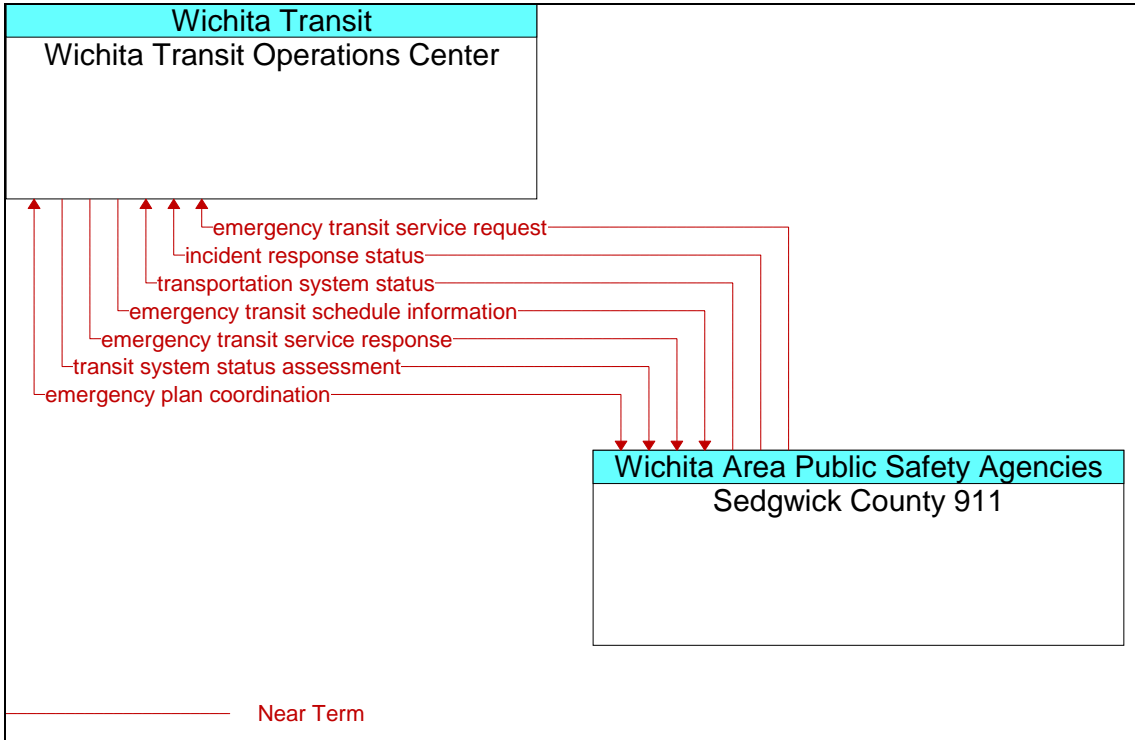 Wichita Transit
Wichita Transit Operations Center
emergency transit service request
incident response status
transportation system status
emergency transit schedule information
emergency transit service response
transit system status assessment
emergency plan coordination
Wichita Area Public Safety Agencies
Sedgwick County 911
Near Term